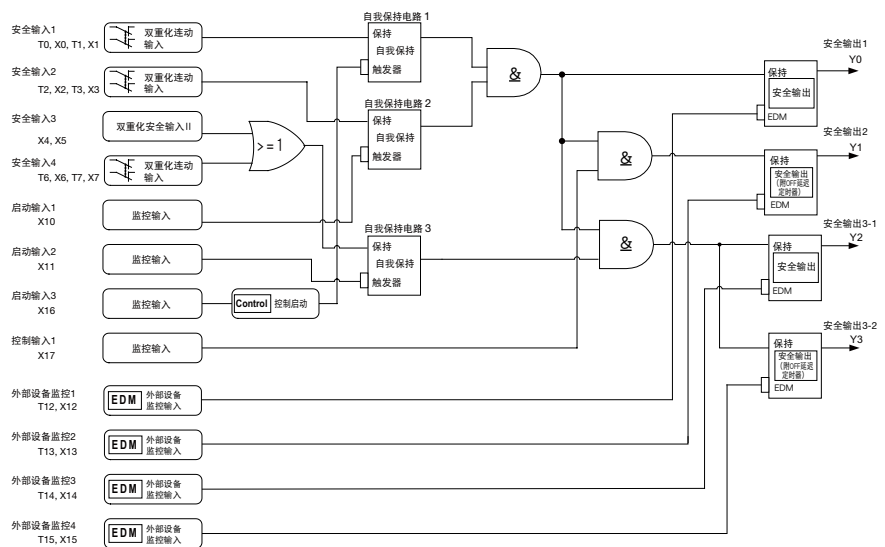 安全输入1
T0, X0, T1, X1
双重化连动
输入
安全输入2
T2, X2, T3, X3
双重化连动
输入
安全输入3
X4, X5
双重化安全输入II
安全输入4
T6, X6, T7, X7
双重化连动
输入
>=1
启动输入1
X10
监控输入
启动输入2
X11
监控输入
启动输入3
X16
监控输入
Control 控制启动
控制输入1
X17
监控输入
外部设备监控1
T12, X12
EDM 外部设备
监控输入
外部设备监控2
T13, X13
EDM 外部设备
监控输入
外部设备监控3
T14, X14
EDM 外部设备
监控输入
外部设备监控4
T15, X15
EDM 外部设备
监控输入
自我保持电路 1
保持
自我保持
触发器
自我保持电路 2
保持
自我保持
触发器
自我保持电路 3
保持
自我保持
触发器
&
&
&
安全输出1
Y0
保持
安全输出
EDM
安全输出2
Y1
保持
安全输出
(附OFF延迟
定时器)
EDM
安全输出3-1
Y2
保持
安全输出
EDM
安全输出3-2
Y3
保持
安全输出
(附OFF延迟
定时器)
EDM